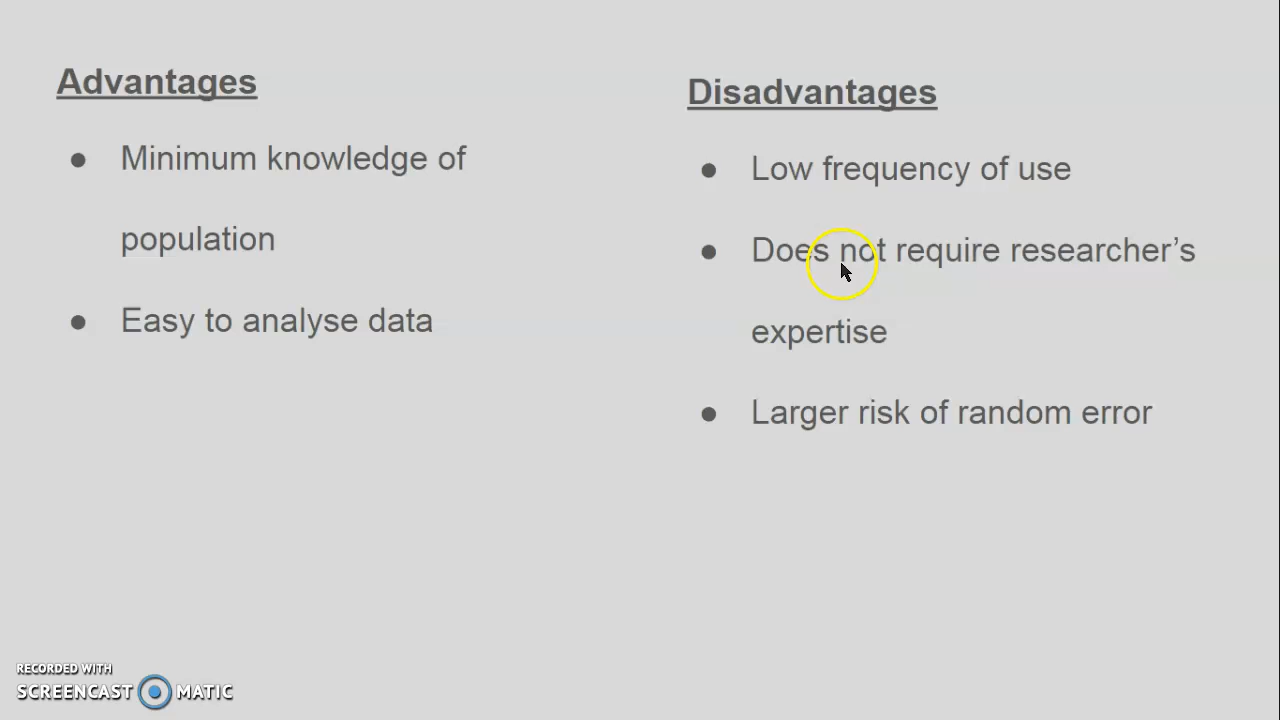 Advantages
● Minimum knowledge of
population
● Easy to analyse data
Disadvantages
● Low frequency of use
● Does not require researcher’s
expertise
● Larger risk of random error
RECORDED WITH
SCREENCAST MATIC